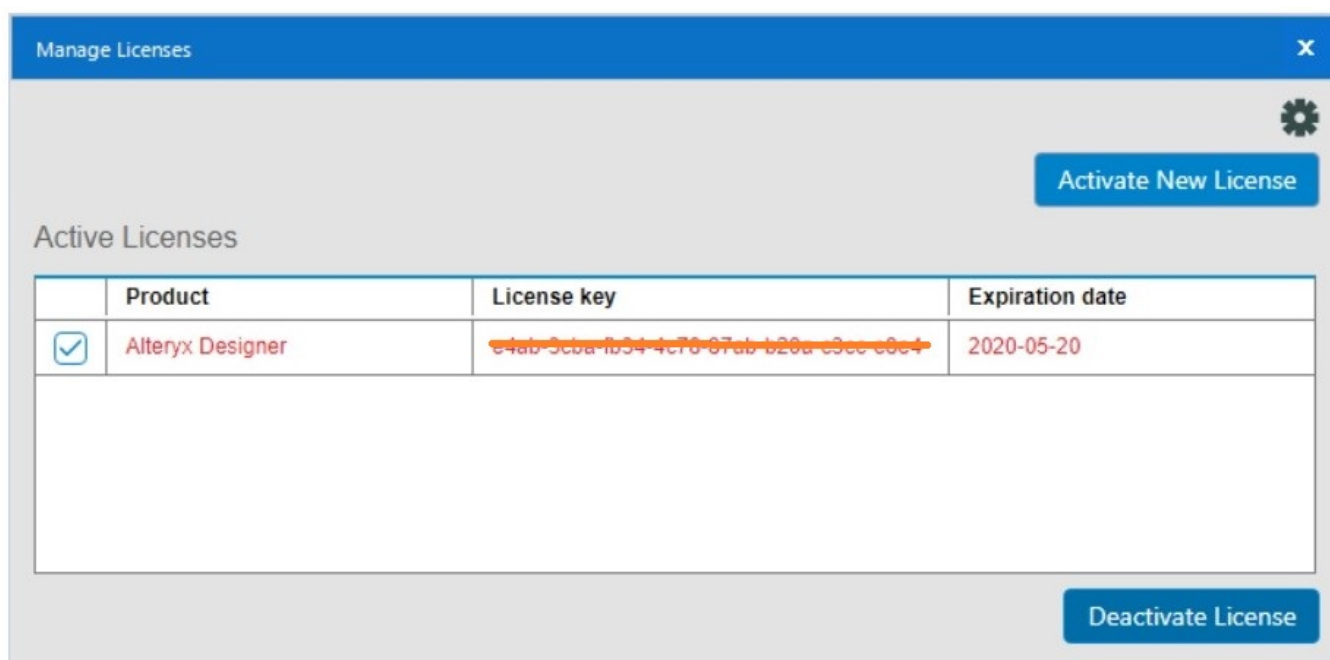 Manage Licenses x
Activate New License
Active Licenses
Product License key Expiration date
Alteryx Designer 2020-05-20
Deactivate License